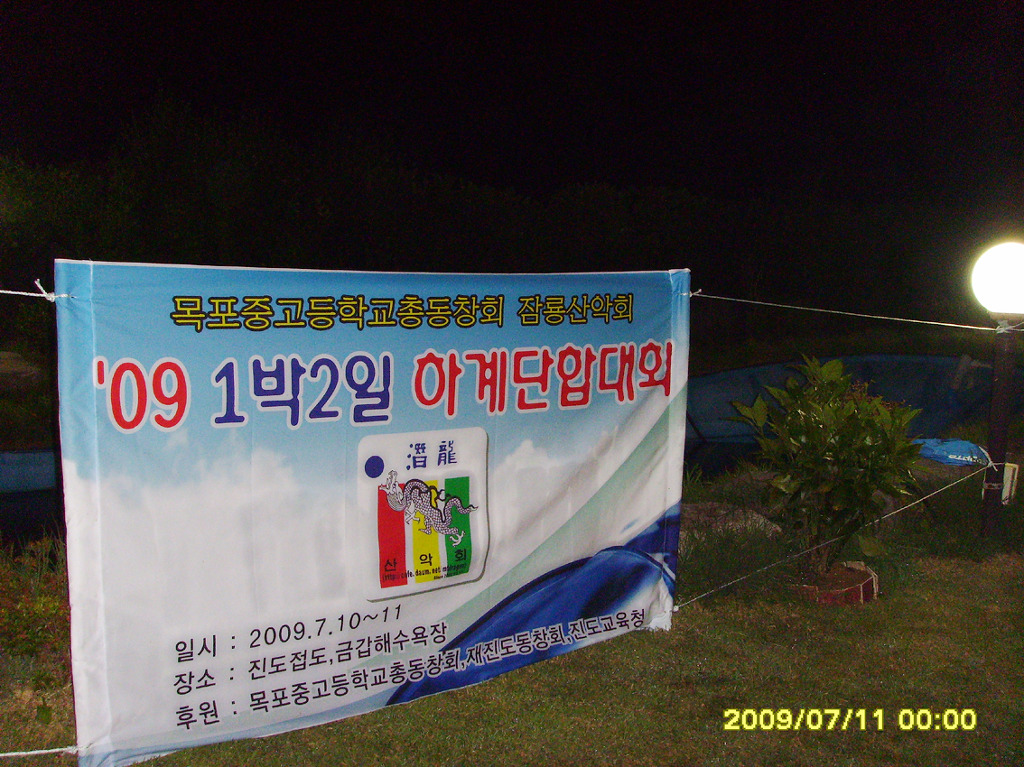 목포중고등학교총동창회 잠룡산악회
'09 1박2일 하계단합대회
潛龍
산악회
일시 : 2009.7.10~11
장소 : 진도접도,금갑해수욕장
후원 : 목포중고등학교총동창회,재진도동창회,진도교육청
2009/07/11 00:00